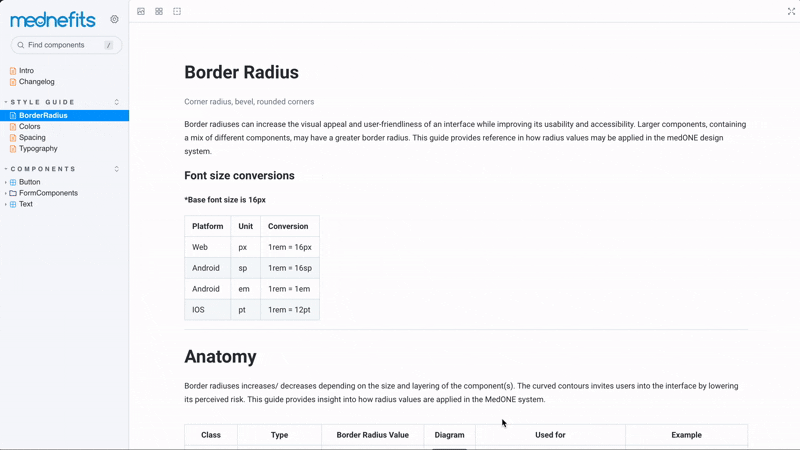 mednefits
Find components
/
Intro
Changelog
STYLE GUIDE
BorderRadius
Colors
Spacing
Typography
COMPONENTS
Button
FormComponents
Text
Border Radius
Corner radius, bevel, rounded corners
Border radiuses can increase the visual appeal and user-friendliness of an interface while improving its usability and accessibility. Larger components, containing
a mix of different components, may have a greater border radius. This guide provides reference in how radius values may be applied in the medONE design
system.
Font size conversions
*Base font size is 16px
Platform Unit Conversion
Web px 1rem = 16px
Android sp 1rem = 16sp
Android em 1rem = 1em
IOS pt 1rem = 12pt
Anatomy
Border radiuses increases/ decreases depending on the size and layering of the component(s). The curved contours invites users into the interface by lowering
its perceived risk. This guide provides insight into how radius values are applied in the MedONE system.
Class Type Border Radius Value Diagram Used for Example